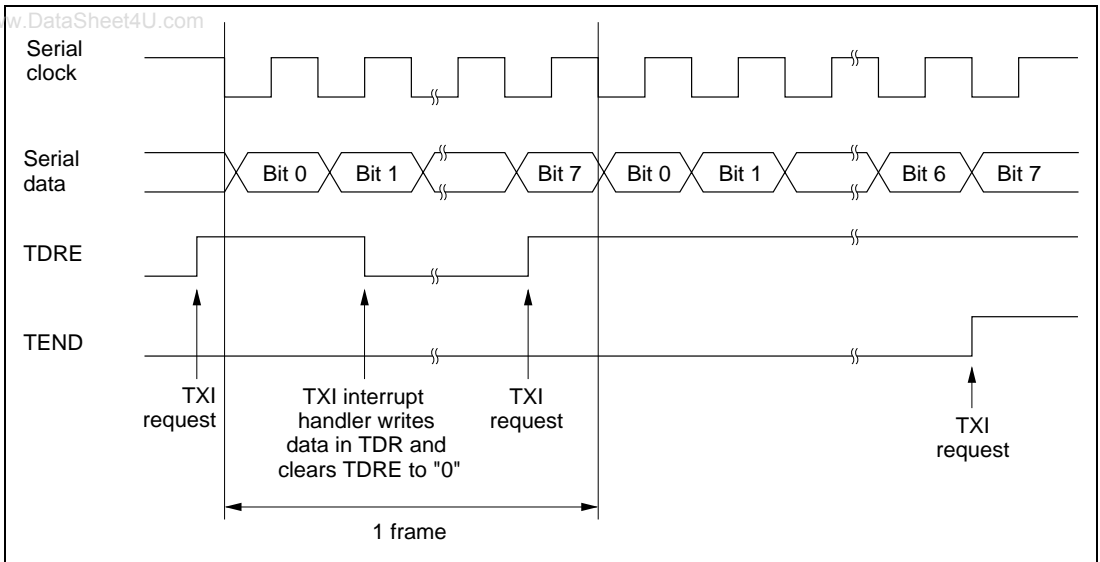 w.DataSheet4U.com
Serial
clock
Serial
data
Bit 0 Bit 1 Bit 7 Bit 0 Bit 1 Bit 6 Bit 7
TDRE
TEND
TXI
request
TXI interrupt
handler writes
data in TDR and
clears TDRE to "0"
TXI
request
TXI
request
1 frame